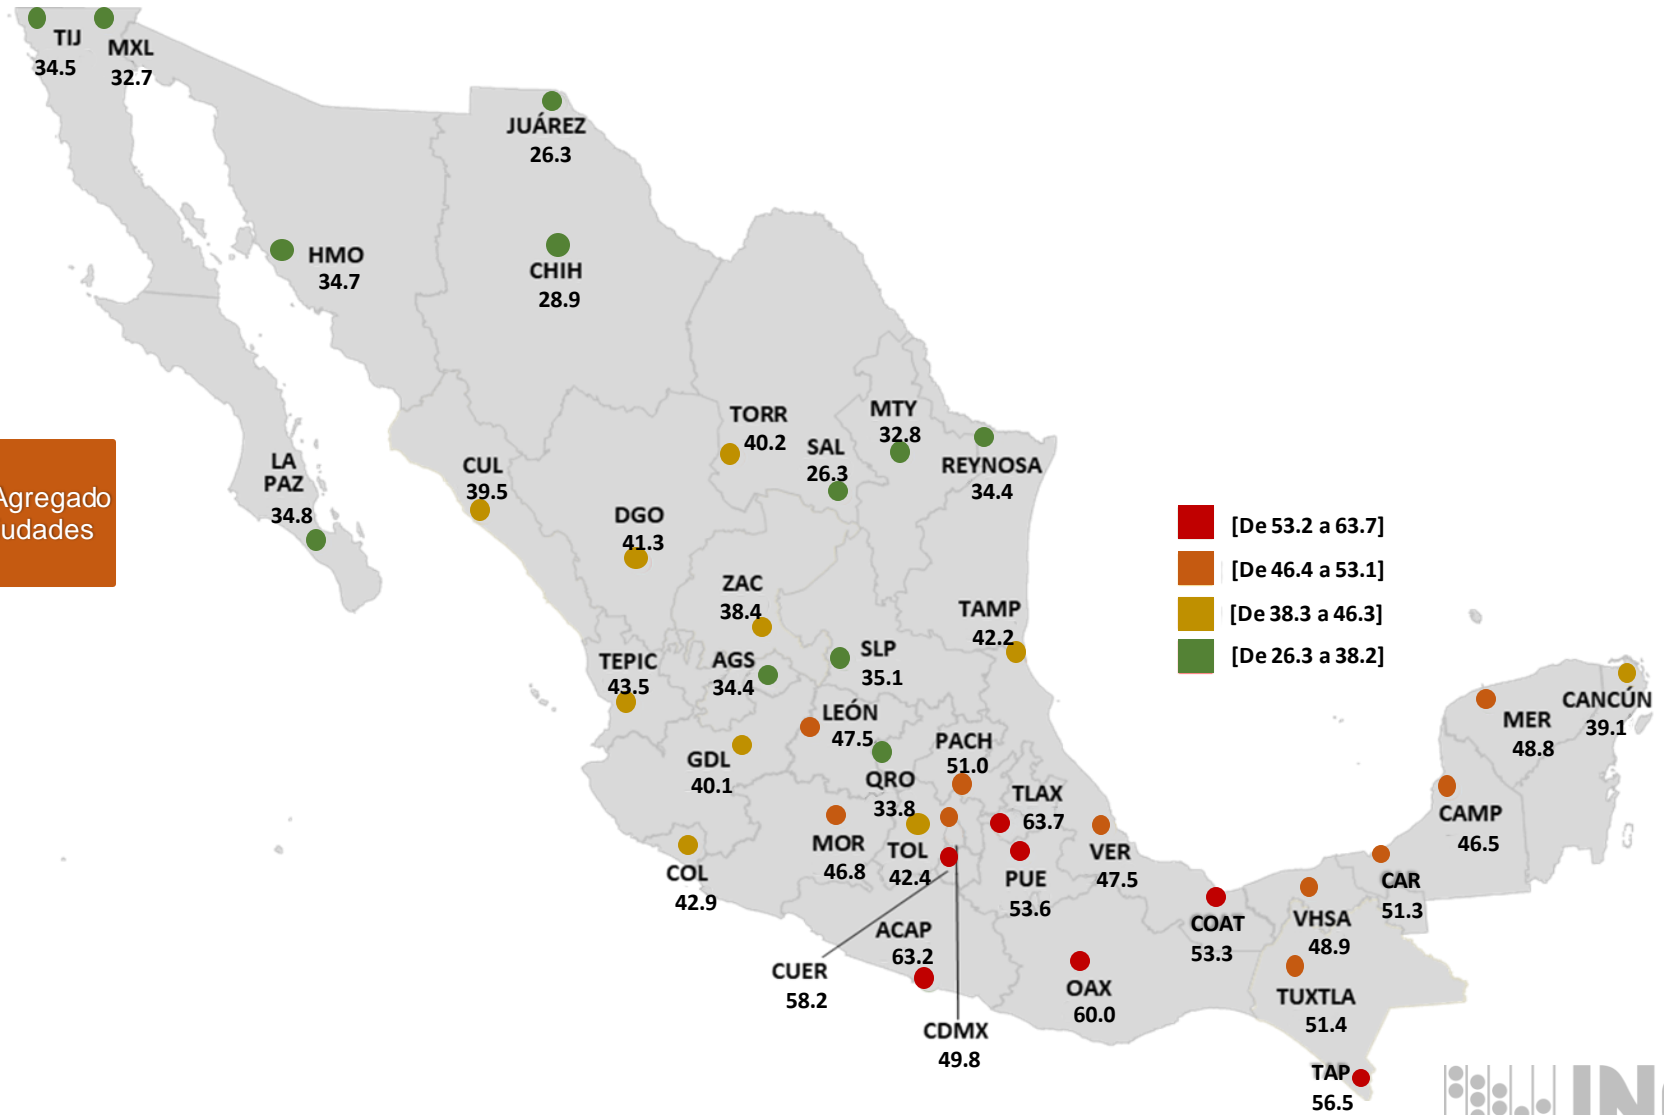 TIJ
34.5
MXL
32.7
JUÁREZ
26.3
HMO
34.7
CHIH
28.9
TORR
40.2
MTY
32.8
SAL
26.3
REYNOSA
34.4
CUL
39.5
LA
PAZ
34.8
Agregado
udades
DGO
41.3
[De 53.2 a 63.7]
[De 46.4 a 53.1]
[De 38.3 a 46.3]
[De 26.3 a 38.2]
ZAC
38.4
TAMP
42.2
TEPIC
43.5
AGS
34.4
SLP
35.1
LEÓN
47.5
PACH
51.0
GDL
40.1
QRO
33.8
TLAX
63.7
MER
48.8
CANCÚN
39.1
MOR
46.8
TOL
42.4
VER
47.5
CAMP
46.5
COL
42.9
PUE
53.6
CAR
51.3
ACAP
63.2
COAT
53.3
VHSA
48.9
CUER
58.2
OAX
60.0
TUXTLA
51.4
CDMX
49.8
TAP
56.5